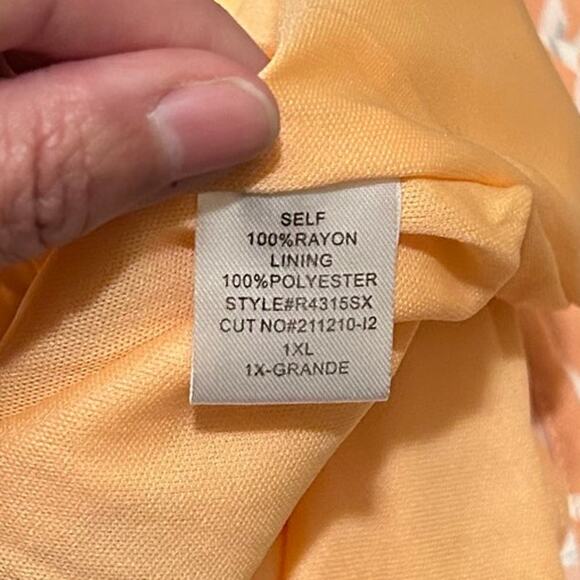 SELF
100%RAYON
LINING
100%POLYESTER
STYLE#R4315SX
CUT NO#211210-I2
1XL
1X-GRANDE